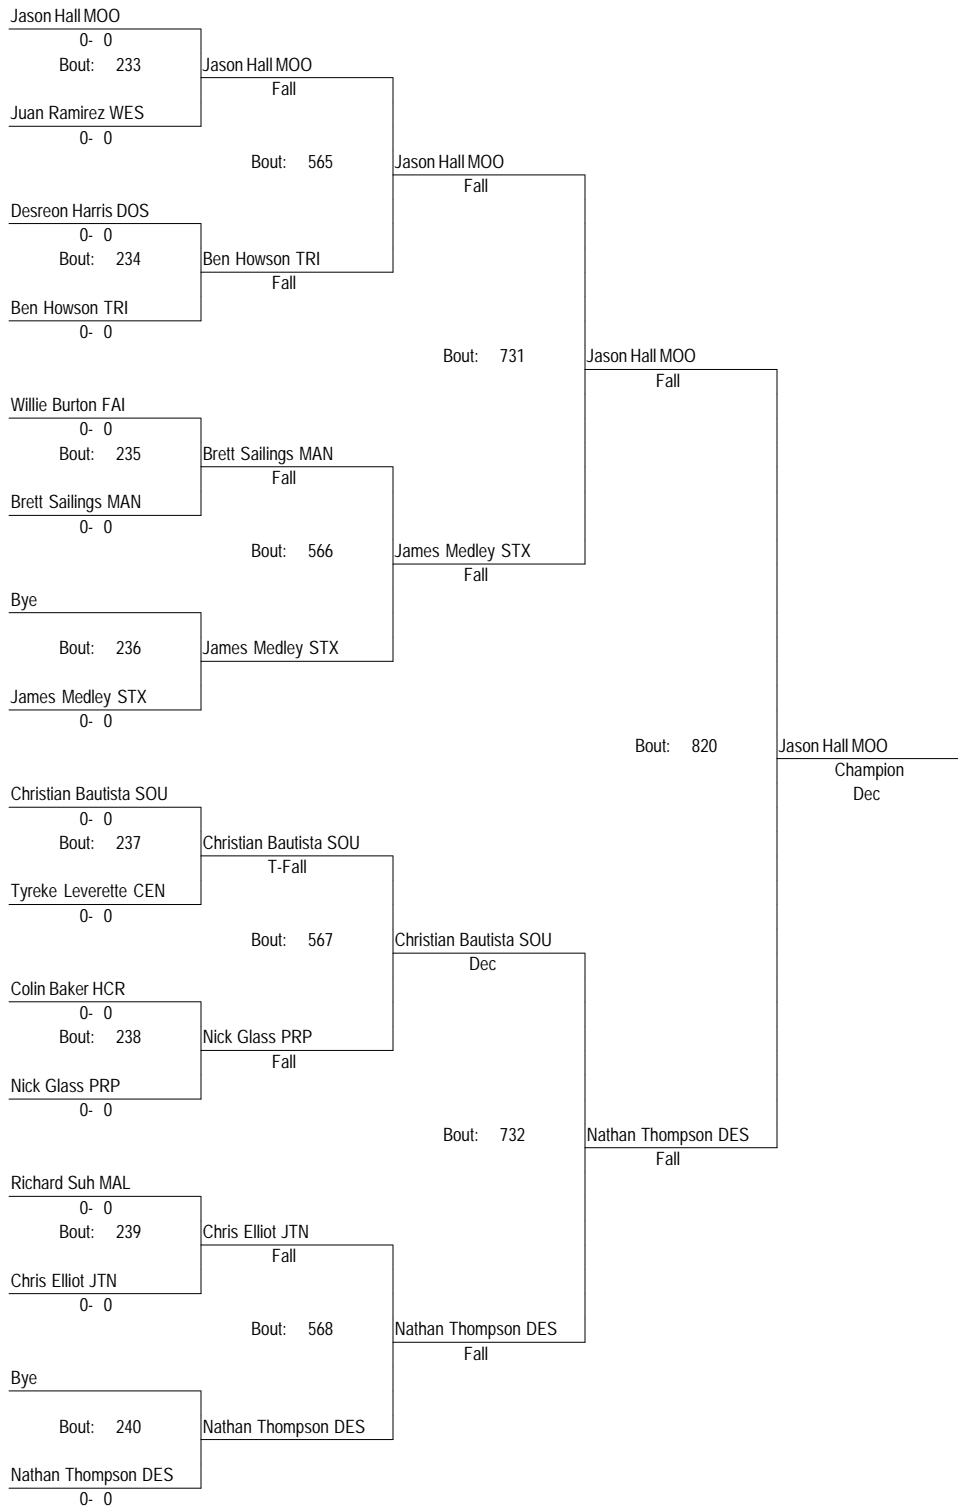 Jason Hall MOO
0- 0
Bout: 233
Jason Hall MOO
Fall
Juan Ramirez WES
0- 0
Bout: 565
Jason Hall MOO
Fall
Desreon Harris DOS
0- 0
Bout: 234
Ben Howson TRI
Fall
Ben Howson TRI
0- 0
Bout: 731
Jason Hall MOO
Fall
Willie Burton FAI
0- 0
Bout: 235
Brett Sailings MAN
Fall
Brett Sailings MAN
0- 0
Bout: 566
James Medley STX
Fall
Bye
Bout: 236
James Medley STX
James Medley STX
0- 0
Bout: 820
Jason Hall MOO
Champion
Dec
Christian Bautista SOU
0- 0
Bout: 237
Christian Bautista SOU
T-Fall
Tyreke Leverette CEN
0- 0
Bout: 567
Christian Bautista SOU
Dec
Colin Baker HCR
0- 0
Bout: 238
Nick Glass PRP
Fall
Nick Glass PRP
0- 0
Bout: 732
Nathan Thompson DES
Fall
Richard Suh MAL
0- 0
Bout: 239
Chris Elliot JTN
Fall
Chris Elliot JTN
0- 0
Bout: 568
Nathan Thompson DES
Fall
Bye
Bout: 240
Nathan Thompson DES
Nathan Thompson DES
0- 0